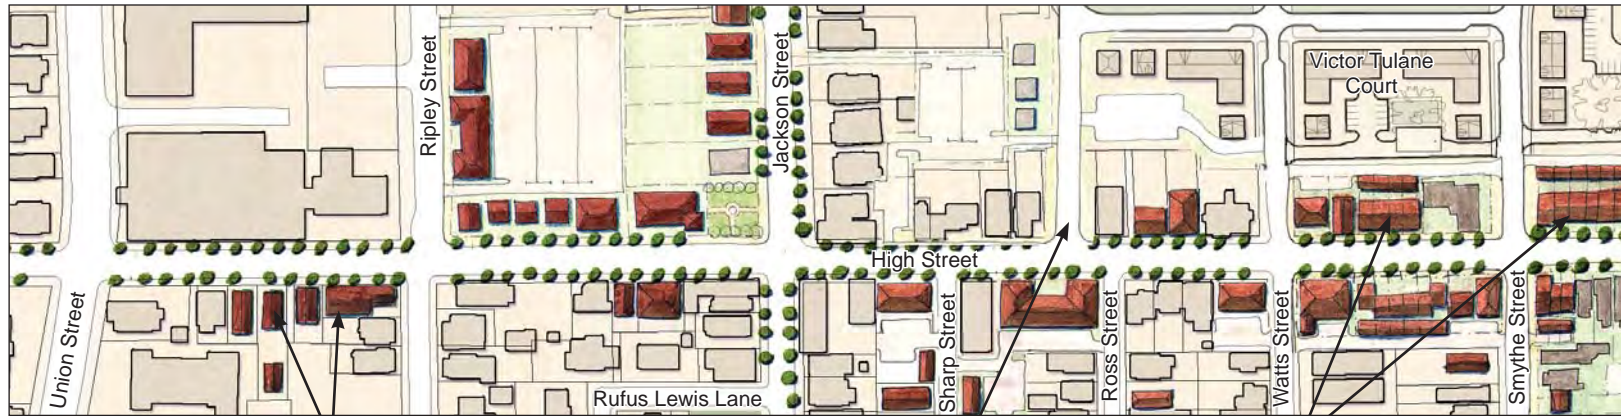 Ripley Street
Jackson Street
Victor Tulane
Court
High Street
Union Street
Rufus Lewis Lane
Sharp Street
Ross Street
Watts Street
Smythe Street